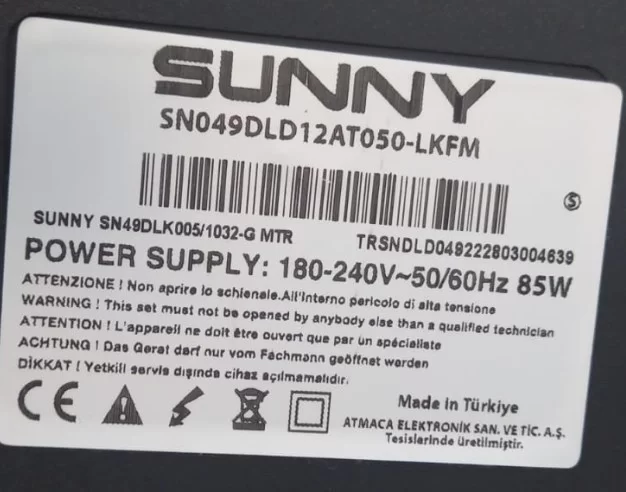 SUNNY
SN049DLD12AT050-LKFM
S
SUNNY SN49DLK005/1032-G MTR
TRSNDLD049222803004639
POWER SUPPLY: 180-240V~50/60Hz 85W
ATTENZIONE ! Non aprire lo schienale.All'interno pericolo di alta tensione
WARNING ! This set must not be opened by anybody else than a qualified technician
ATTENTION ! L'appareil ne doit être ouvert que par un spécialiste
ACHTUNG ! Das Gerat darf nur vom Fachmann geöffnet werden
DİKKAT ! Yetkili servis dışında cihaz açılmamalıdır.
CE
Made in Türkiye
ATMACA ELEKTRONİK SAN. VE TİC. A.Ş.
Tesislerinde üretilmiştir.